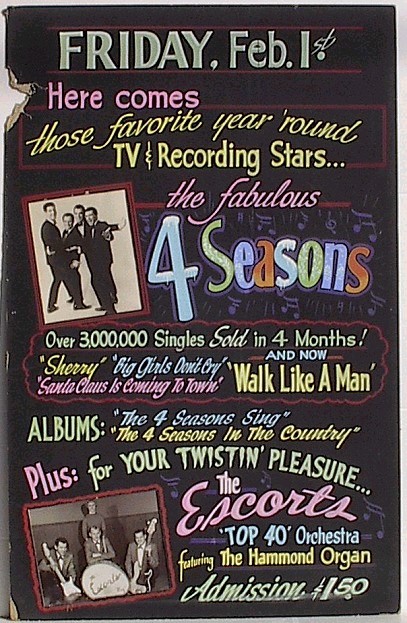 FRIDAY, Feb. 1st.
Here comes
those favorite year 'round
TV & Recording Stars...
the fabulous
4 Seasons
Over 3,000,000 Singles Sold in 4 Months!
"Sherry" "Big Girls Don't Cry" AND NOW
"Santa Claus Is Coming To Town" 'Walk Like A Man'
ALBUMS: "The 4 Seasons Sing"
"The 4 Seasons In The Country"
Plus: for YOUR TWISTIN' PLEASURE...
The
Escorts
'TOP 40' Orchestra
featuring The Hammond Organ
Admission $1.50
Escorts